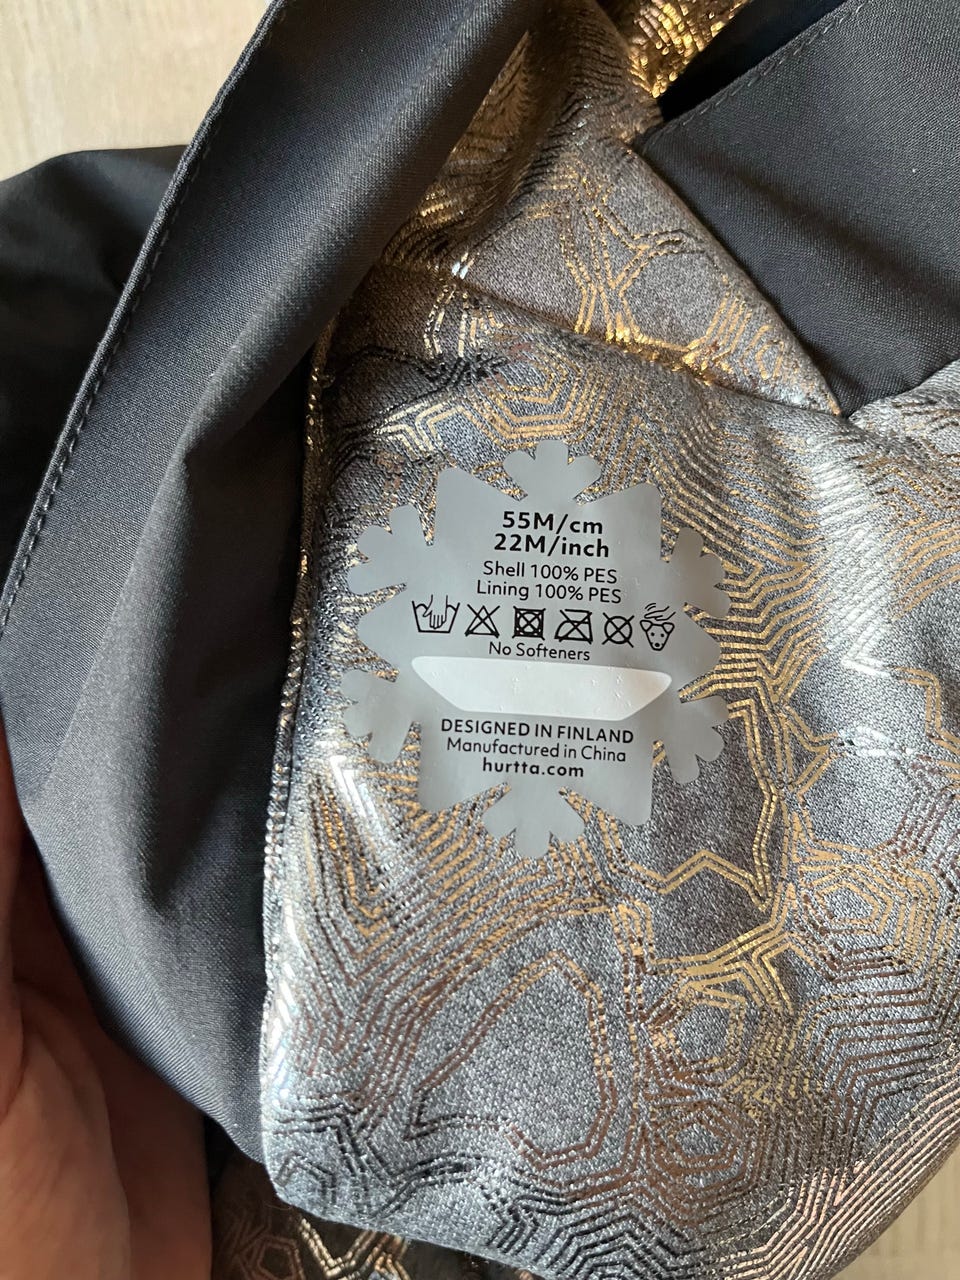 55M/cm
22M/inch
Shell 100% PES
Lining 100% PES
No Softeners
DESIGNED IN FINLAND
Manufactured in China
hurtta.com